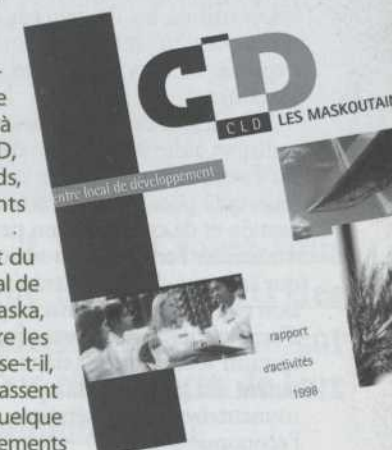 e
à
D,
ds,
nts
t du
al de
aska,
re les
se-t-il,
assent
uelque
ements
CLD
CLD LES MASKOUTAIN
entre local de développement
rapport
d'activités
1998